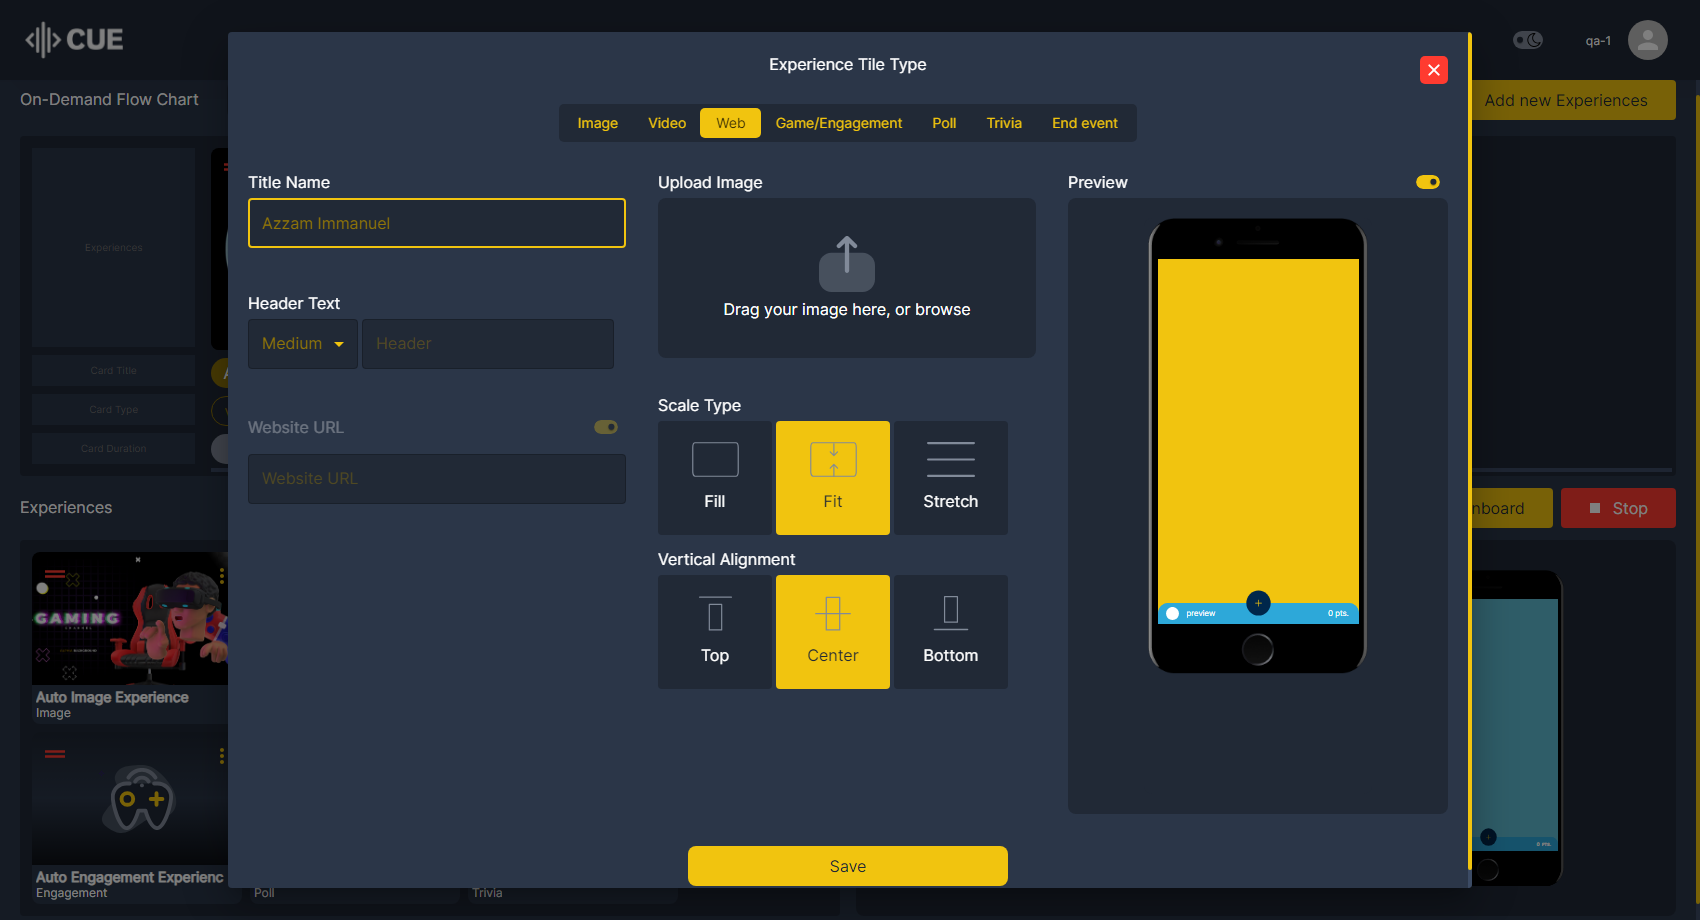 CUE
qa-1
On-Demand Flow Chart
Add new Experiences
Experiences
Card Title
Card Type
Card Duration
Experience Tile Type
Image
Video
Web
Game/Engagement
Poll
Trivia
End event
Title Name
Azzam Immanuel
Header Text
Medium
Header
Website URL
Website URL
Upload Image
Drag your image here, or browse
Scale Type
Fill
Fit
Stretch
Vertical Alignment
Top
Center
Bottom
Preview
preview
0 pts.
Save
Experiences
nboard
Stop
GAMING
Auto Image Experience
Image
Auto Engagement Experienc
Engagement
Poll
Trivia
0 pts.